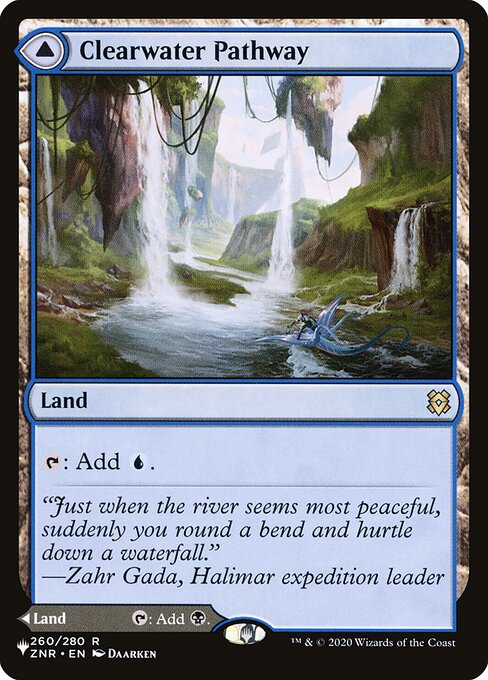 Clearwater Pathway
Land
: Add .
“Just when the river seems most peaceful,
suddenly you round a bend and hurtle
down a waterfall.”
—Zahr Gada, Halimar expedition leader
Land : Add .
260/280 R
ZNR • EN Daarken
™ & © 2020 Wizards of the Coast